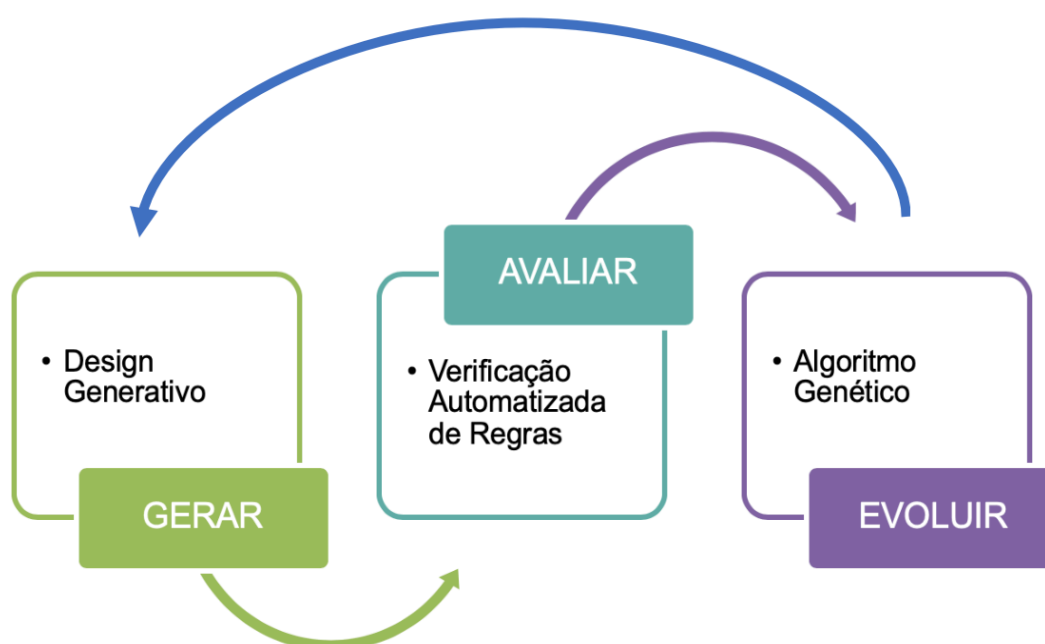 • Design
Generativo
GERAR
AVALIAR
• Verificação
Automatizada
de Regras
• Algoritmo
Genético
EVOLUIR